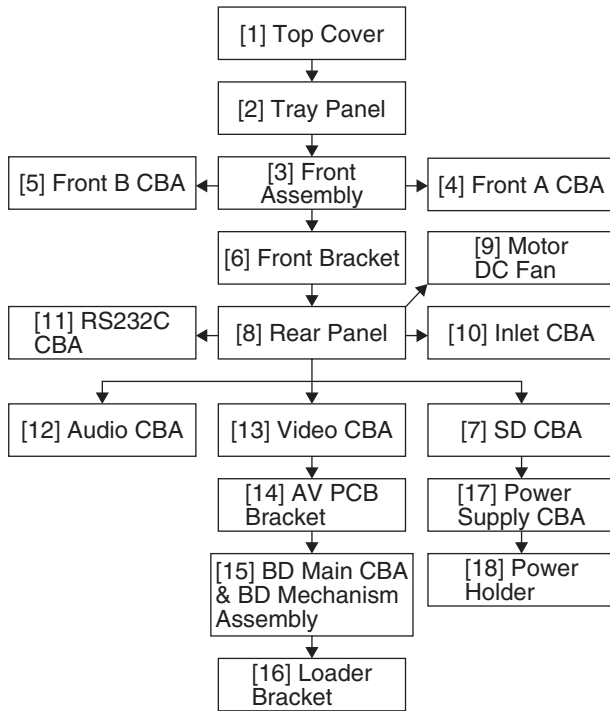 [1] Top Cover
[2] Tray Panel
[5] Front B CBA
[3] Front
Assembly
[4] Front A CBA
[6] Front Bracket
[9] Motor
DC Fan
[11] RS232C
CBA
[8] Rear Panel
[10] Inlet CBA
[12] Audio CBA
[13] Video CBA
[7] SD CBA
[14] AV PCB
Bracket
[17] Power
Supply CBA
[15] BD Main CBA
& BD Mechanism
Assembly
[18] Power
Holder
[16] Loader
Bracket